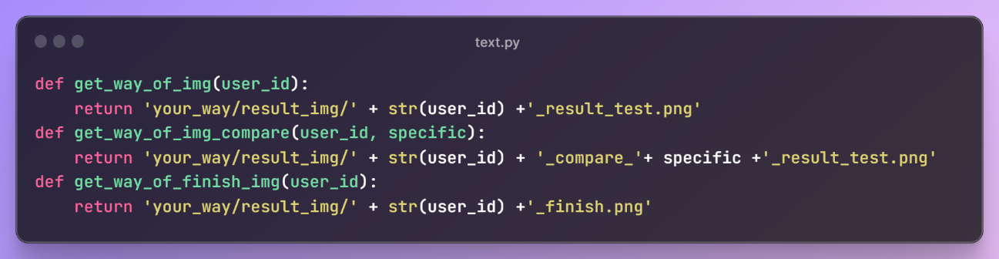 text.py
def get_way_of_img(user_id):
    return 'your_way/result_img/' + str(user_id) +'_result_test.png'
def get_way_of_img_compare(user_id, specific):
    return 'your_way/result_img/' + str(user_id) + '_compare_'+ specific +'_result_test.png'
def get_way_of_finish_img(user_id):
    return 'your_way/result_img/' + str(user_id) +'_finish.png'